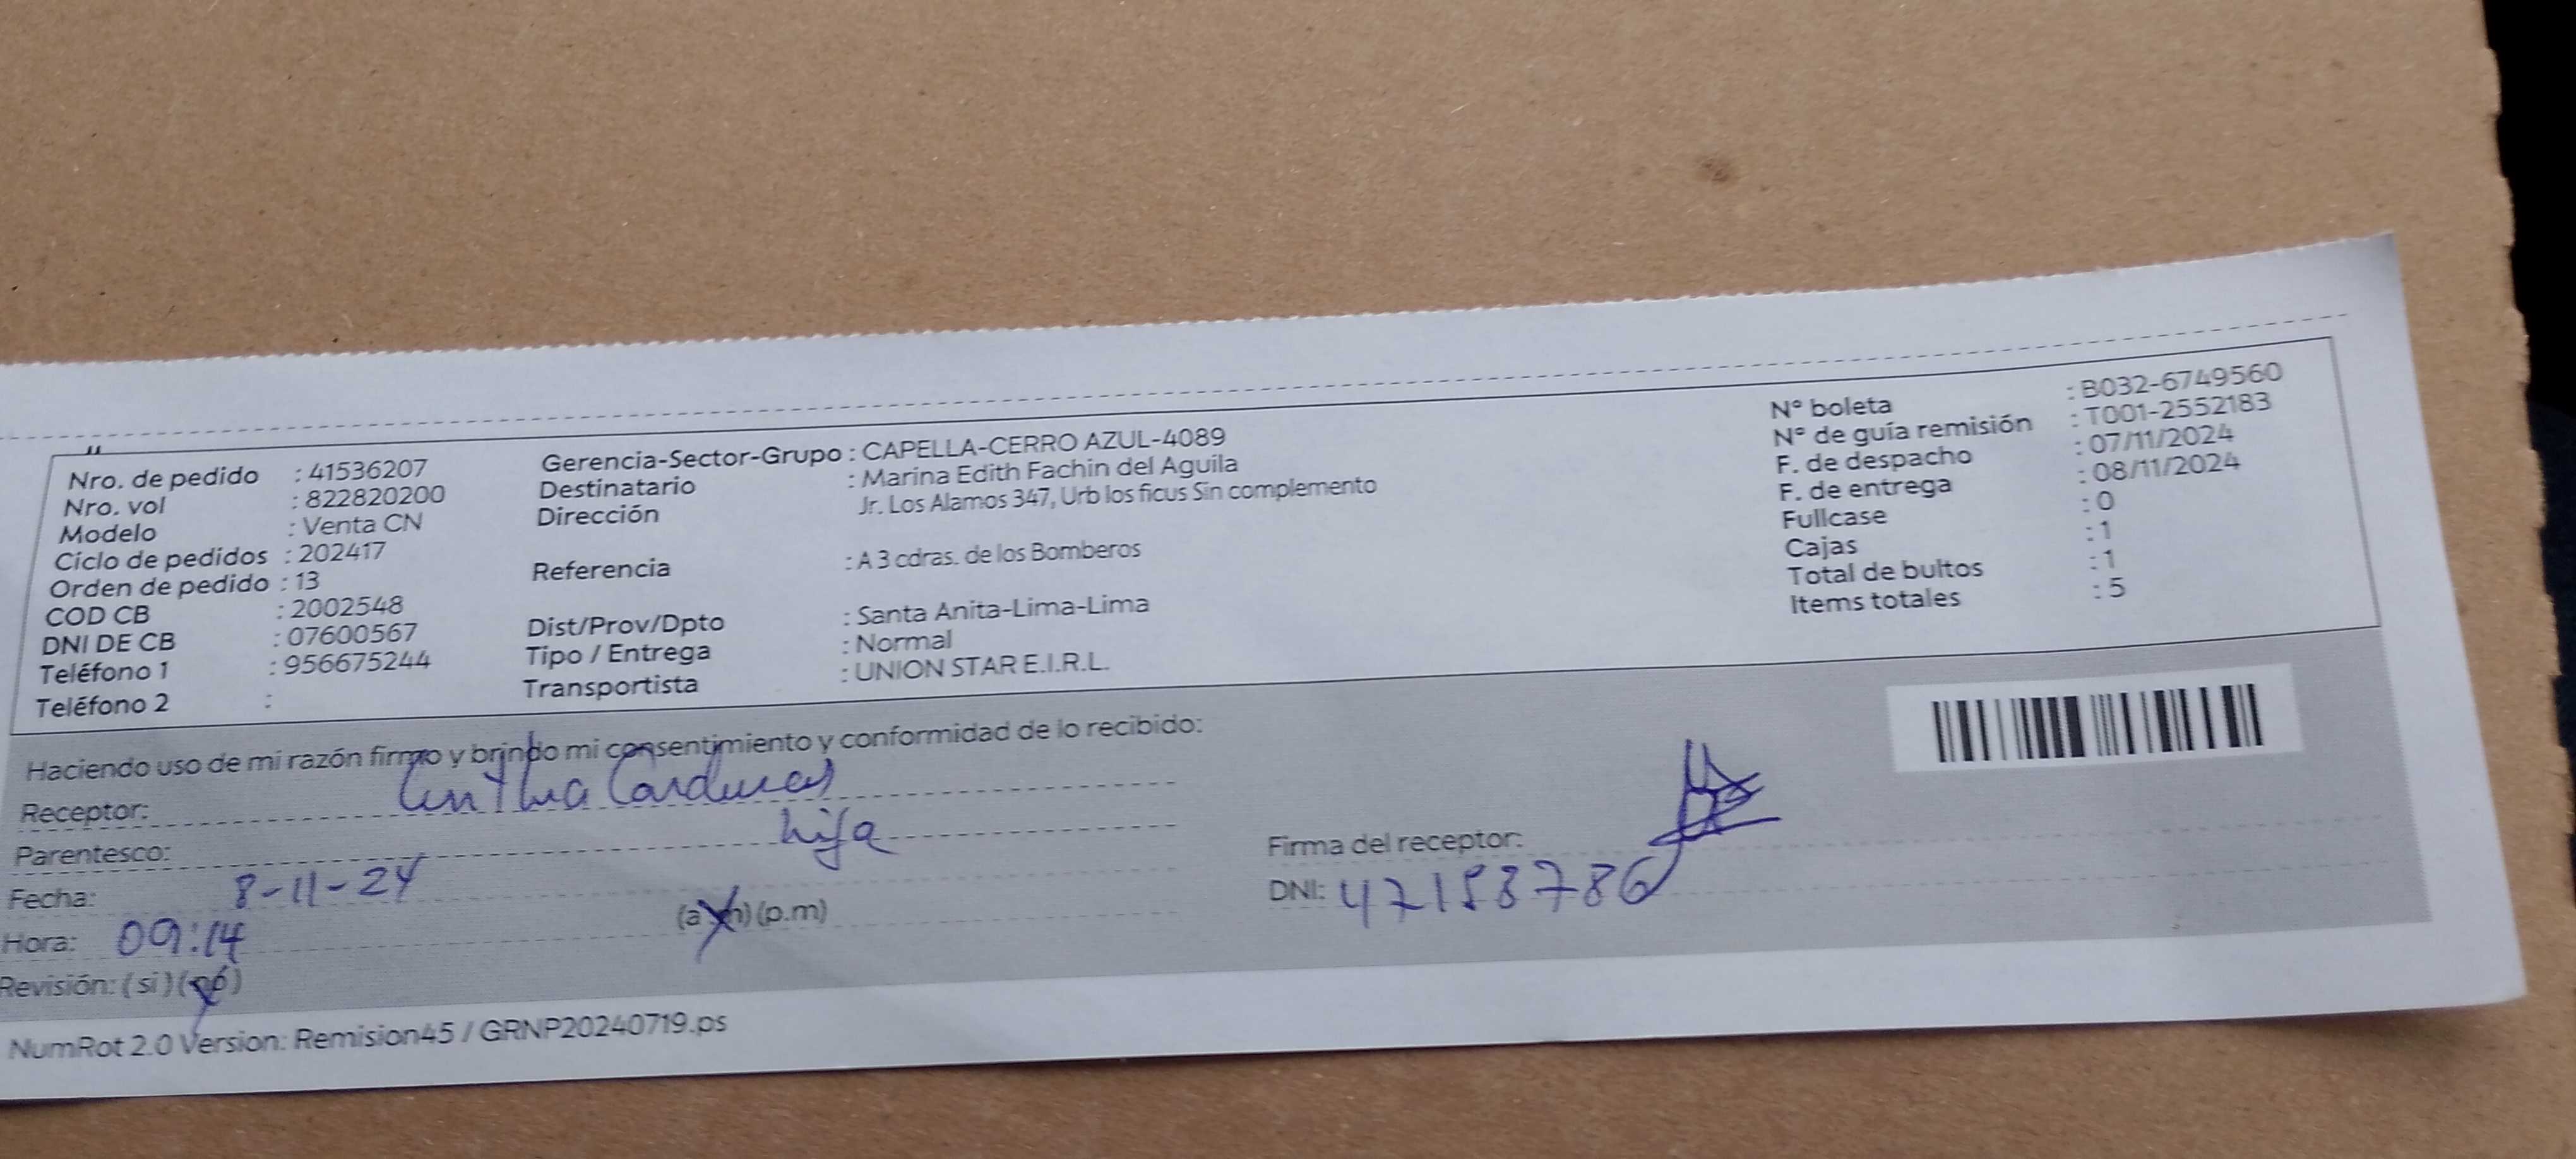 Nro. de pedido : 41536207
Nro. vol : 822820200
Modelo : Venta CN
Ciclo de pedidos : 202417
Orden de pedido : 13
COD CB : 2002548
DNI DE CB : 07600567
Teléfono 1 : 956675244
Teléfono 2 :
Gerencia-Sector-Grupo : CAPELLA-CERRO AZUL-4089
Destinatario : Marina Edith Fachin del Aguila
Dirección Jr. Los Alamos 347, Urb los ficus Sin complemento
Referencia : A 3 cdras. de los Bomberos
Dist/Prov/Dpto : Santa Anita-Lima-Lima
Tipo / Entrega : Normal
Transportista : UNION STAR E.I.R.L.
N° boleta : B032-6749560
N° de guía remisión : T001-2552183
F. de despacho : 07/11/2024
F. de entrega : 08/11/2024
Fullcase : 0
Cajas : 1
Total de bultos : 1
Items totales : 5
Haciendo uso de mi razón firmo y brindo mi consentimiento y conformidad de lo recibido:
Receptor: Cinthia Cardenas
Parentesco: hija
Fecha: 8-11-24
Hora: 09:14 (a.m) (p.m)
Revisión: (si) (no)
Firma del receptor:
DNI: 47158786
NumRot 2.0 Version: Remision45 / GRNP20240719.ps